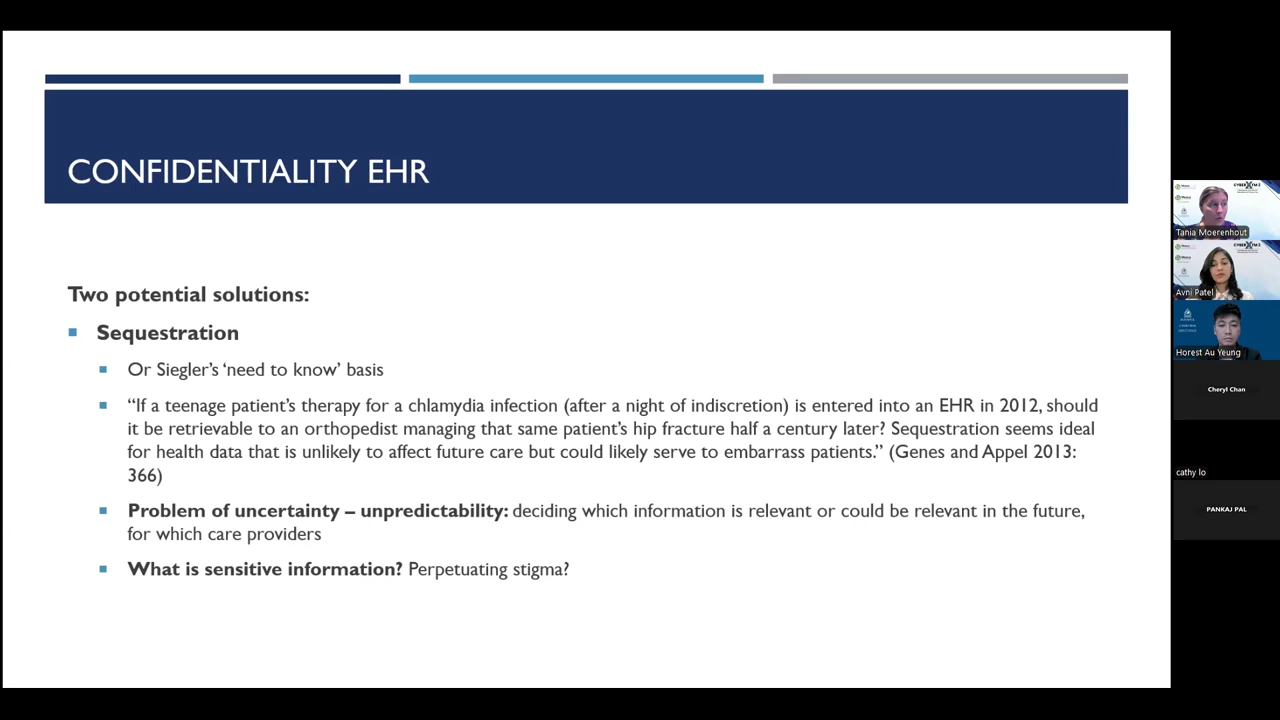 CONFIDENTIALITY EHR
Two potential solutions:
Sequestration
Or Siegler’s ‘need to know’ basis
“If a teenage patient’s therapy for a chlamydia infection (after a night of indiscretion) is entered into an EHR in 2012, should
it be retrievable to an orthopedist managing that same patient’s hip fracture half a century later? Sequestration seems ideal
for health data that is unlikely to affect future care but could likely serve to embarrass patients.” (Genes and Appel 2013:
366)
Problem of uncertainty – unpredictability: deciding which information is relevant or could be relevant in the future,
for which care providers
What is sensitive information? Perpetuating stigma?
Tania Moerenhout
Avni Patel
Horest Au Yeung
Cheryl Chan
cathy lo
PANKAJ PAL